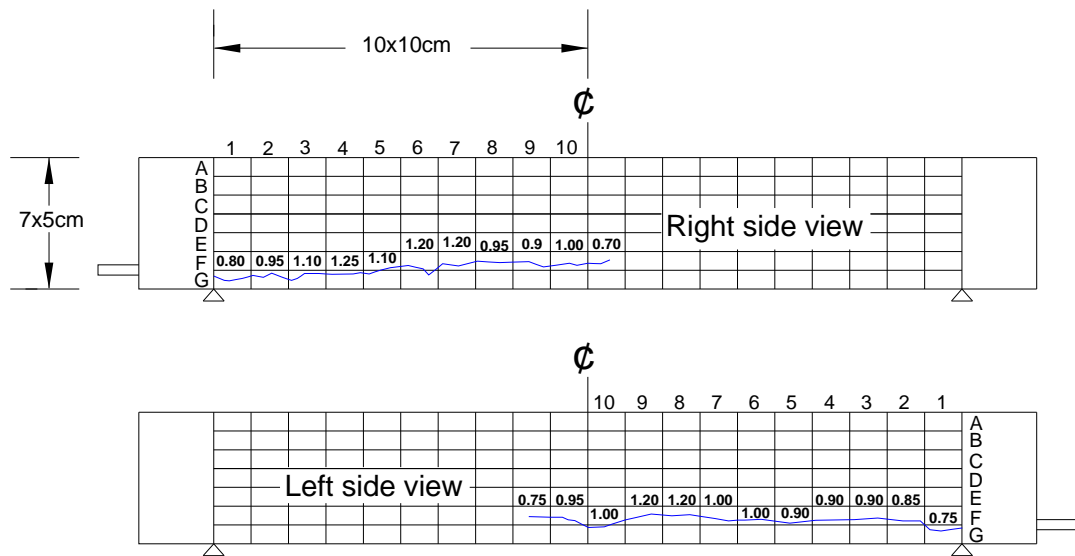 10x10cm
℄
1 2 3 4 5 6 7 8 9 10
A
B
C
7x5cm
D
Right side view
E
1.20 1.20 0.95 0.9 1.00 0.70
F
0.80 0.95 1.10 1.25 1.10
G
℄
10 9 8 7 6 5 4 3 2 1
A
B
C
D
Left side view
E
0.75 0.95 1.20 1.20 1.00 0.90 0.90 0.85
F
1.00 1.00 0.90 0.75
G